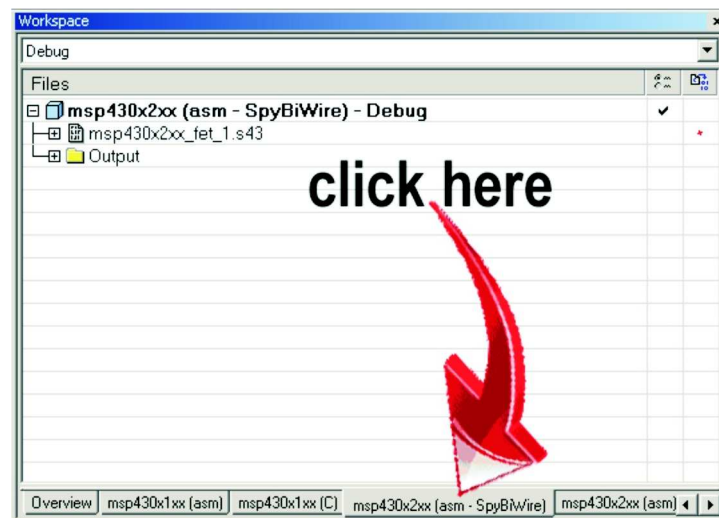 Workspace
Debug
Files
msp430x2xx (asm - SpyBiWire) - Debug
msp430x2xx_fet_1.s43
Output
click here
Overview msp430x1xx (asm) msp430x1xx (C) msp430x2xx (asm - SpyBiWire) msp430x2xx (asm)